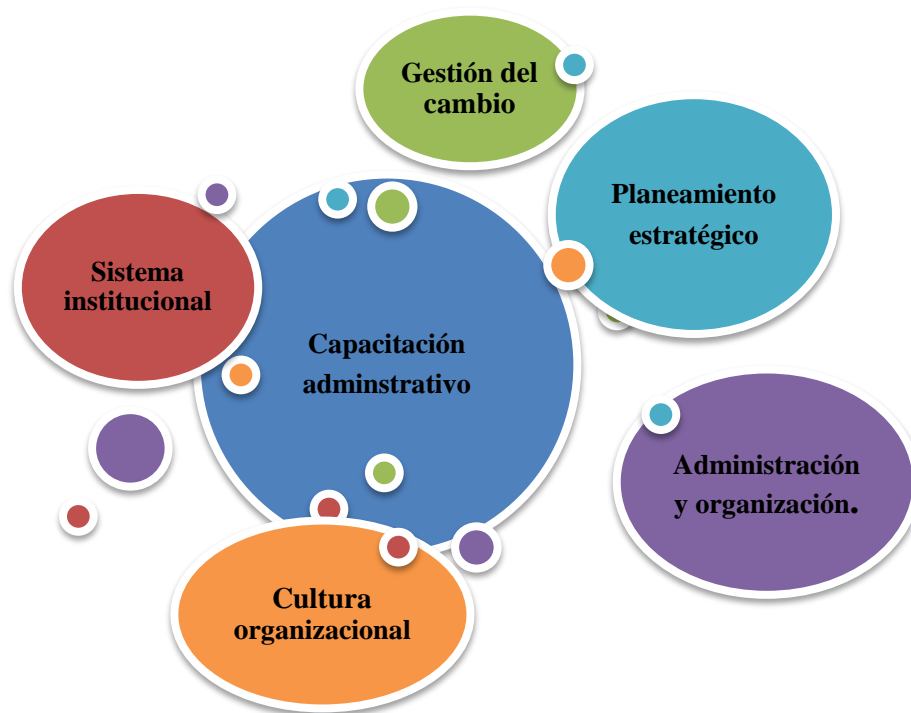 Gestión del
cambio
Planeamiento
estratégico
Sistema
institucional
Capacitación
adminstrativo
Administración
y organización.
Cultura
organizacional